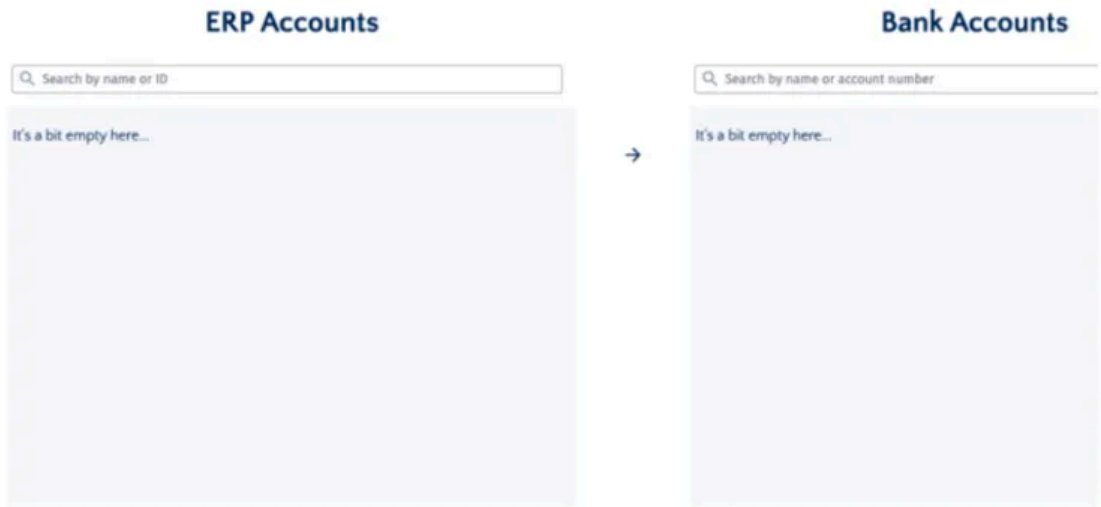 ERP Accounts
Search by name or ID
It's a bit empty here...
→
Bank Accounts
Search by name or account number
It's a bit empty here...